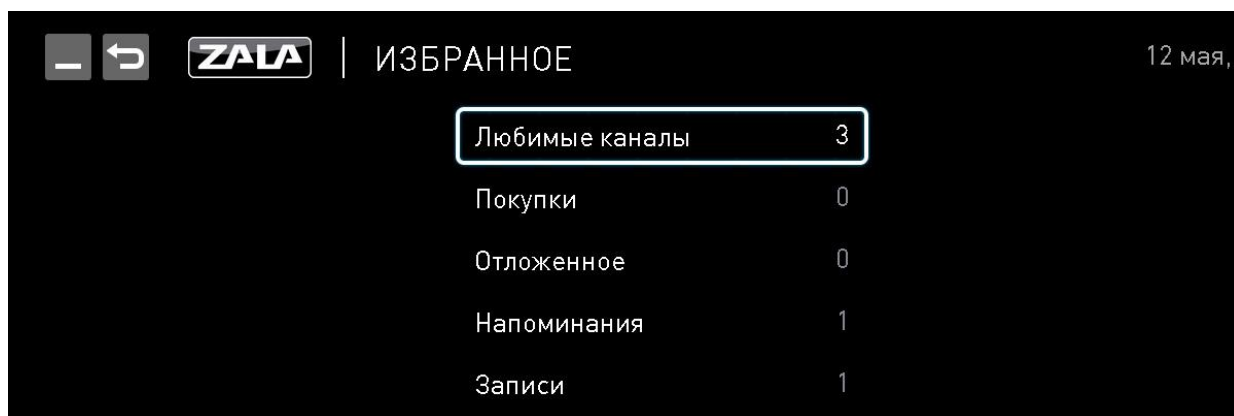 ZALA | ИЗБРАННОЕ 12 мая,
Любимые каналы 3
Покупки 0
Отложенное 0
Напоминания 1
Записи 1